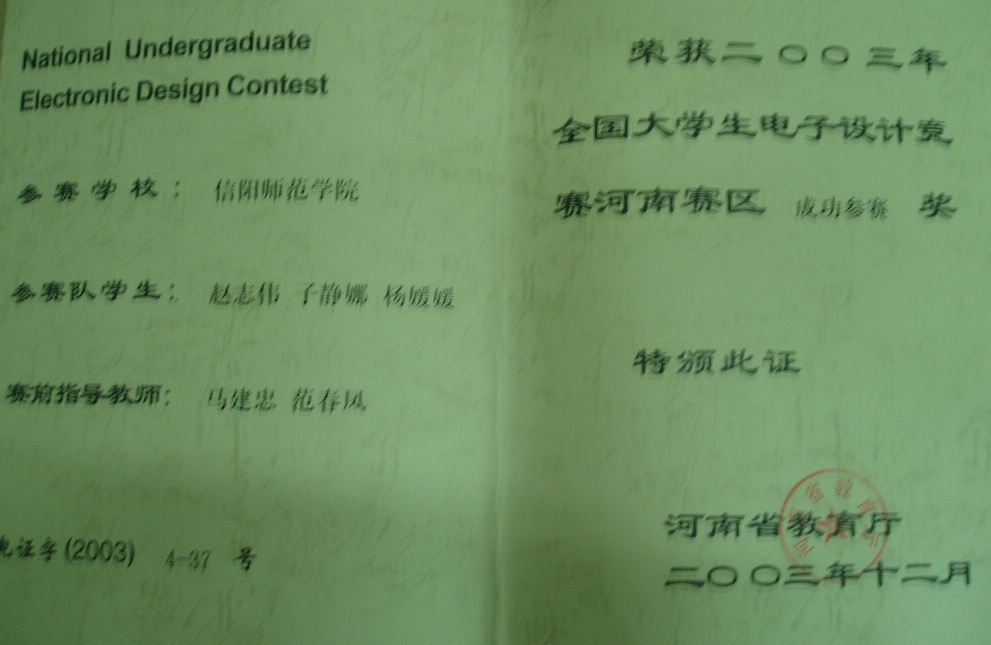 National Undergraduate
Electronic Design Contest
参赛学校： 信阳师范学院
参赛队学生： 赵志伟 子静娜 杨媛媛
赛前指导教师： 马建忠 范春风
电证字(2003) 4-37 号
荣获二〇〇三年
全国大学生电子设计竞
赛河南赛区 成功参赛 奖
特颁此证
河南省教育厅
二〇〇三年十二月